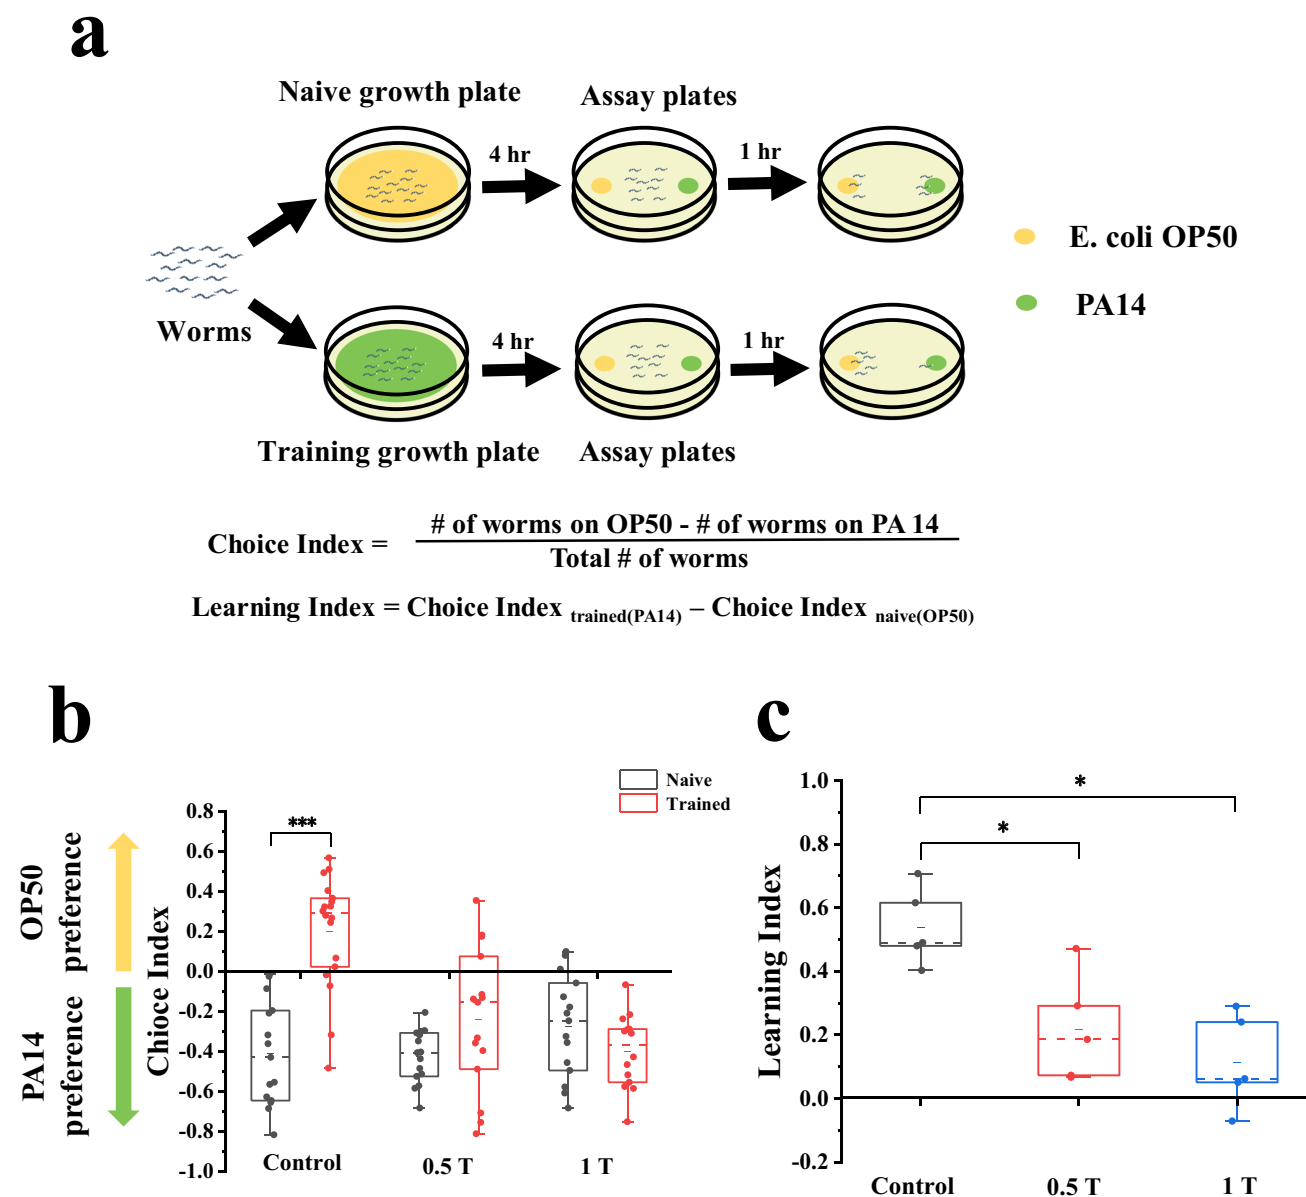 a
Naive growth plate
Assay plates
4 hr
1 hr
E. coli OP50
PA14
Worms
4 hr
1 hr
Training growth plate
Assay plates
Choice Index = # of worms on OP50 - # of worms on PA 14
Total # of worms
Learning Index = Choice Index trained(PA14) – Choice Index naive(OP50)
b
Naive
Trained
OP50
preference
PA14
preference
Chioce Index
0.8
0.6
0.4
0.2
0.0
-0.2
-0.4
-0.6
-0.8
-1.0
***
Control
0.5 T
1 T
c
Learning Index
1.0
0.8
0.6
0.4
0.2
0.0
-0.2
*
*
Control
0.5 T
1 T